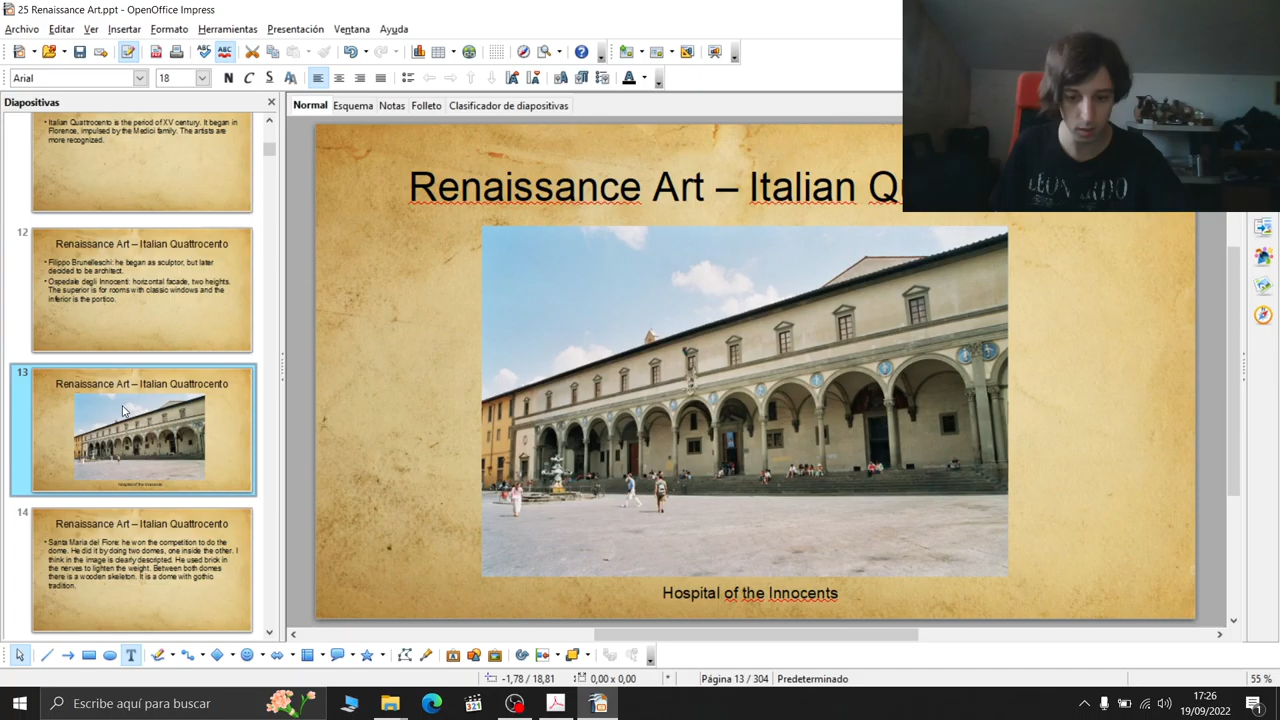 25 Renaissance Art.ppt - OpenOffice Impress
Archivo Editar Ver Insertar Formato Herramientas Presentación Ventana Ayuda
Arial 18 N C S
Diapositivas
Normal Esquema Notas Folleto Clasificador de diapositivas
Italian Quattrocento is the period of XV century. It began in
Florence, impulsed by the Medici family. The artists are
more recognized.
12
Renaissance Art – Italian Quattrocento
Filippo Brunelleschi: he began as sculptor, but later
decided to be architect.
Ospedale degli Innocenti: horizontal facade, two heights.
The superior is for rooms with classic windows and the
inferior is the portico.
13
Renaissance Art – Italian Quattrocento
Hospital of the Innocents
14
Renaissance Art – Italian Quattrocento
Santa Maria del Fiore: he won the competition to do the
dome. He did it by doing two domes, one inside the other. I
think in the image is clearly descripted. He used brick in
the nerves to lighten the weight. Between both domes
there is a wooden skeleton. It is a dome with gothic
tradition.
Renaissance Art – Italian Q
Hospital of the Innocents
LEONARDO
-1,78 / 18,81 0,00 x 0,00 * Página 13 / 304 Predeterminado 55 %
Escribe aquí para buscar
321
17:26
19/09/2022
1